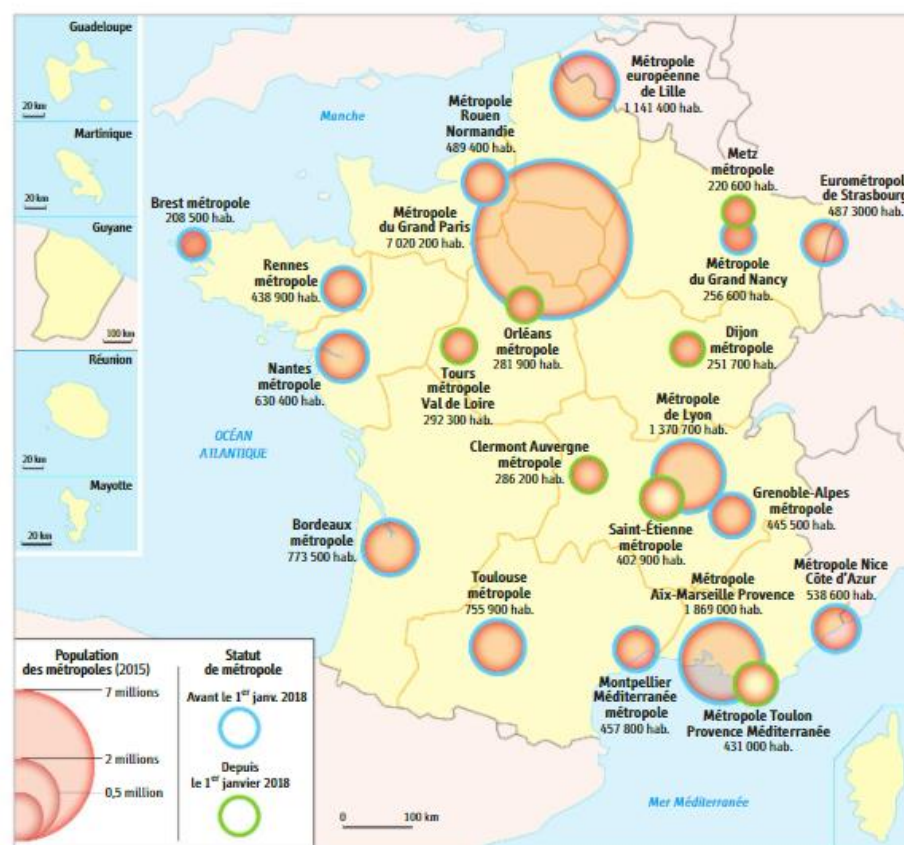 Guadeloupe
20 km
Martinique
20 km
Guyane
100 km
Réunion
20 km
Mayotte
20 km
Manche
Métropole
européenne
de Lille
1 141 400 hab.
Métropole
Rouen
Normandie
489 400 hab.
Metz
métropole
220 600 hab.
Eurométropole
de Strasbourg
487 3000 hab.
Brest métropole
208 500 hab.
Métropole
du Grand Paris
7 020 200 hab.
Rennes
métropole
438 900 hab.
Métropole
du Grand Nancy
256 600 hab.
Orléans
métropole
281 900 hab.
Dijon
métropole
251 700 hab.
Nantes
métropole
630 400 hab.
Tours
métropole
Val de Loire
292 300 hab.
Métropole
de Lyon
1 370 700 hab.
OCÉAN
ATLANTIQUE
Clermont Auvergne
métropole
286 200 hab.
Grenoble-Alpes
métropole
445 500 hab.
Saint-Étienne
métropole
402 900 hab.
Bordeaux
métropole
773 500 hab.
Toulouse
métropole
755 900 hab.
Métropole
Aix-Marseille Provence
1 869 000 hab.
Métropole Nice
Côte d'Azur
538 600 hab.
Montpellier
Méditerranée
métropole
457 800 hab.
Métropole Toulon
Provence Méditerranée
431 000 hab.
Mer Méditerranée
Population
des métropoles (2015)
7 millions
2 millions
0,5 million
Statut
de métropole
Avant le 1er janv. 2018
Depuis
le 1er janvier 2018
0 100 km